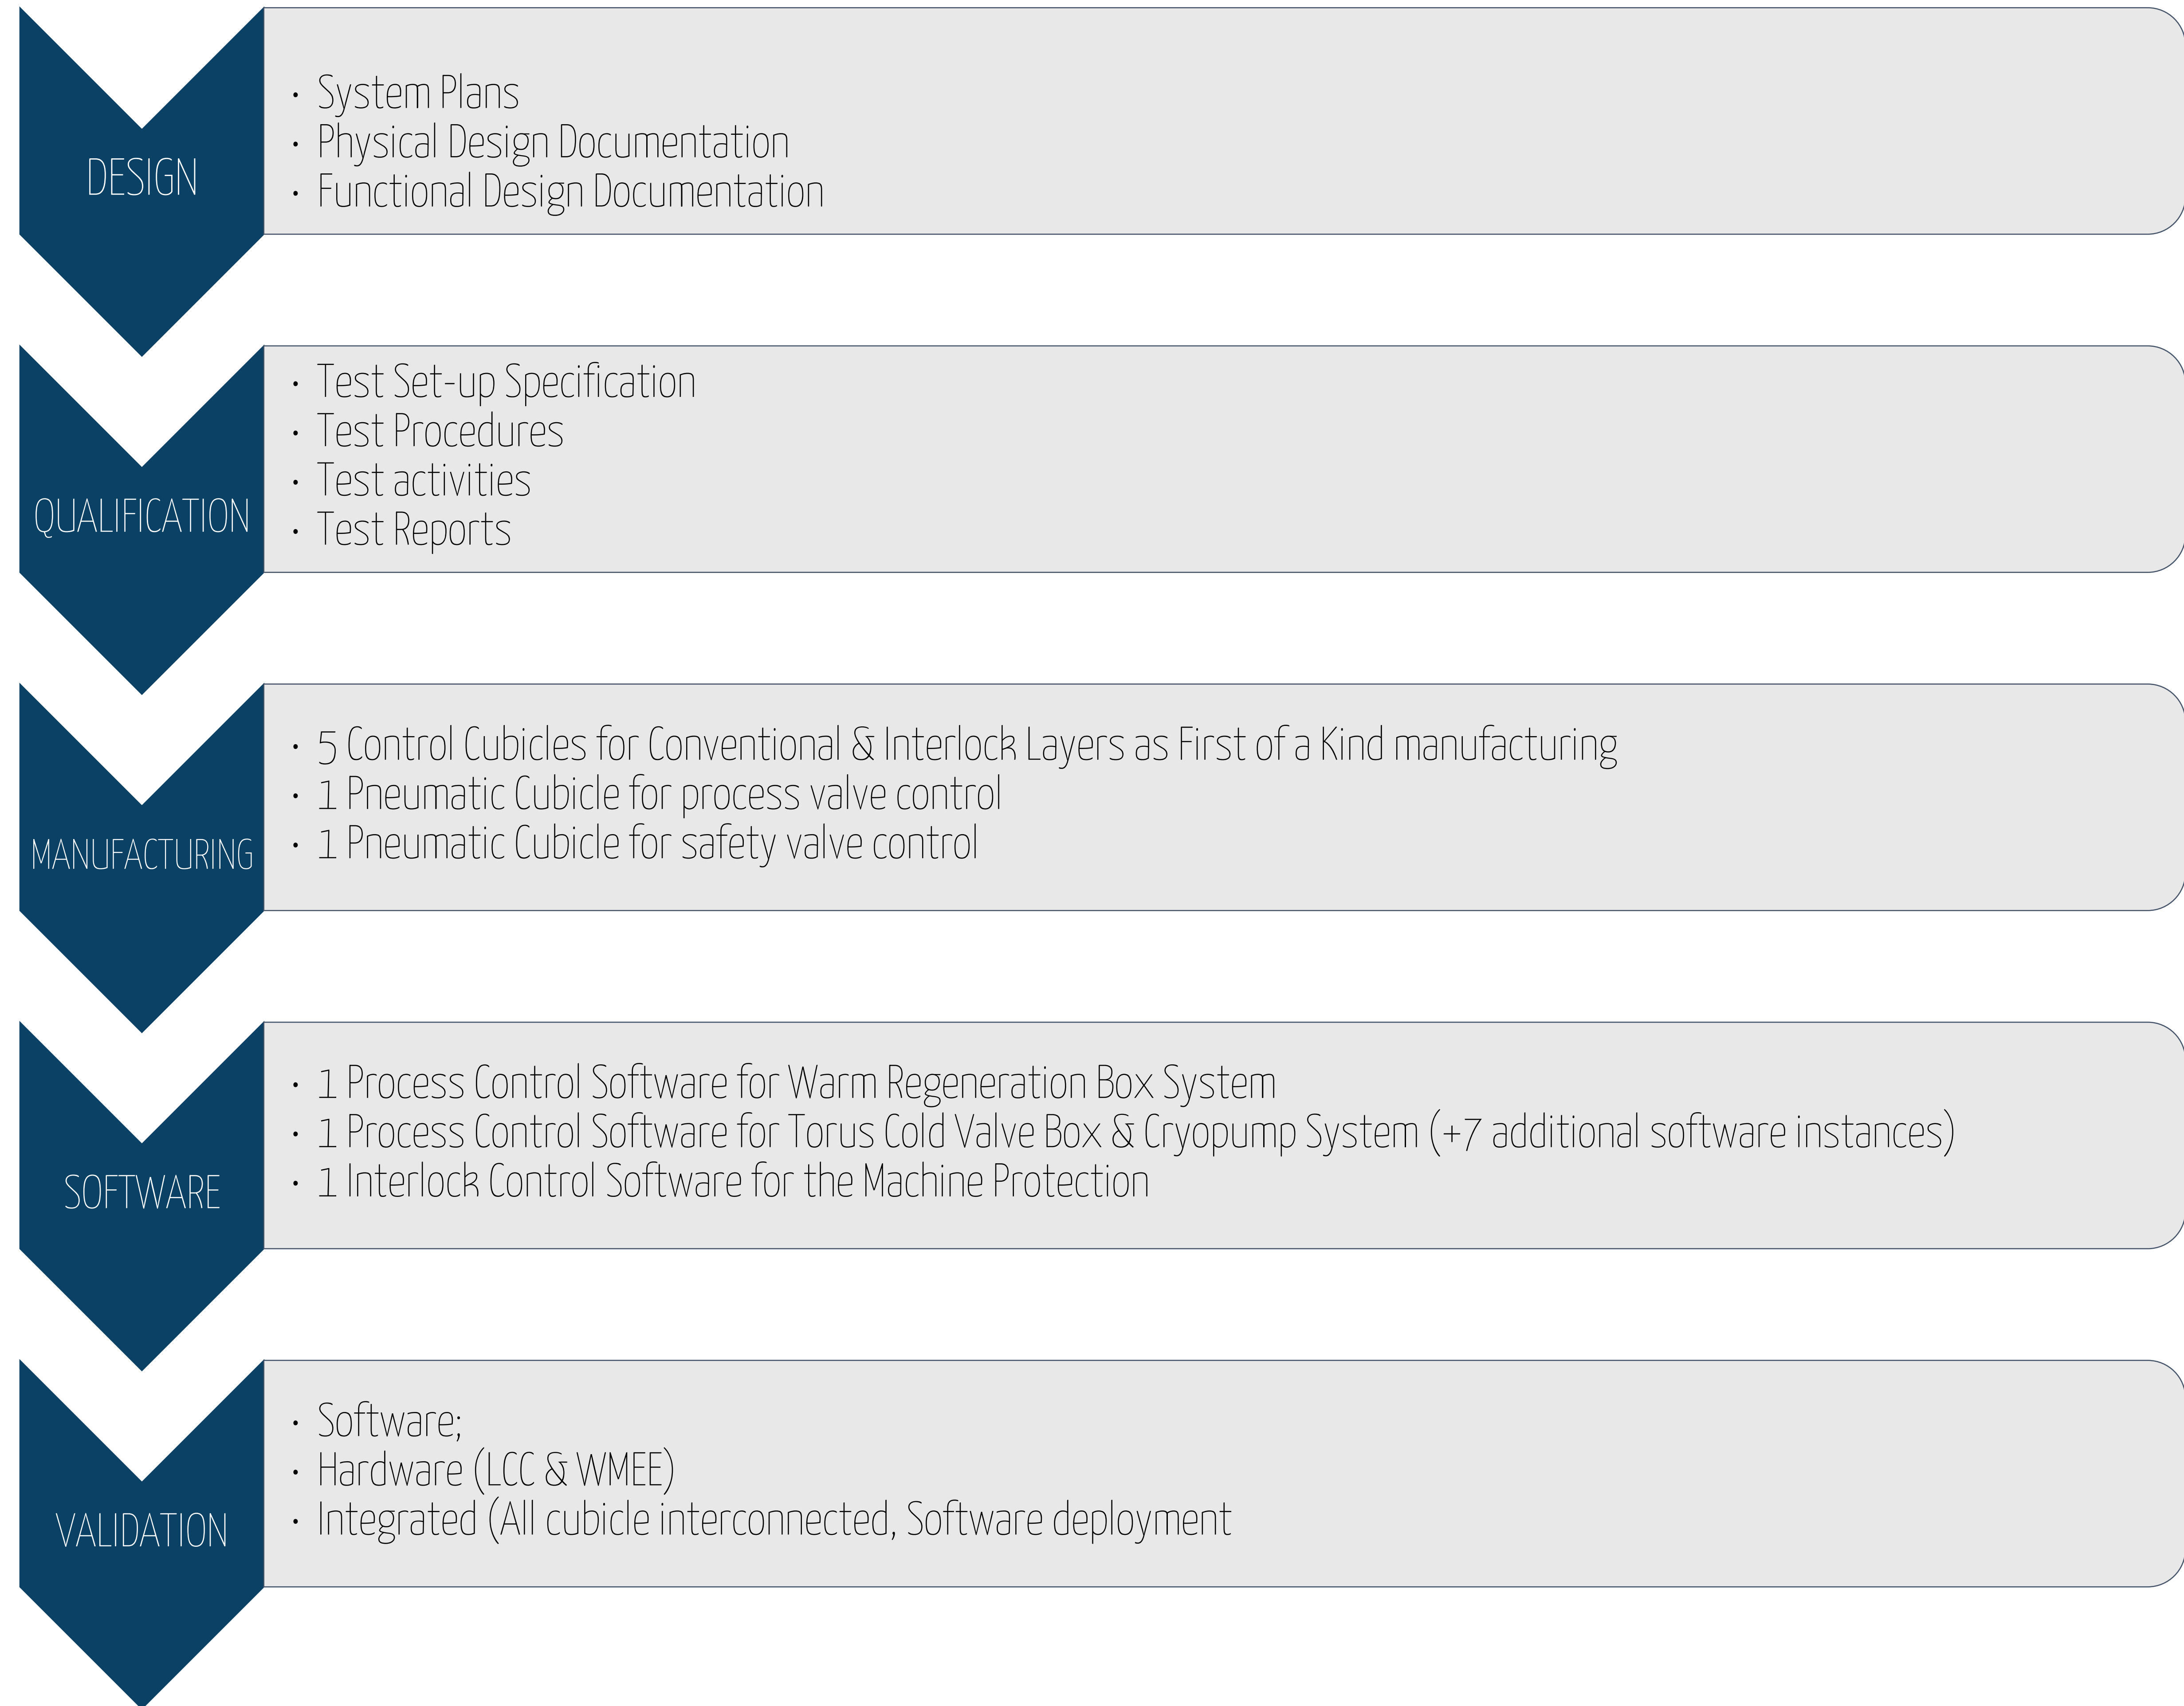 DESIGN
• System Plans
• Physical Design Documentation
• Functional Design Documentation
QUALIFICATION
• Test Set-up Specification
• Test Procedures
• Test activities
• Test Reports
MANUFACTURING
• 5 Control Cubicles for Conventional & Interlock Layers as First of a Kind manufacturing
• 1 Pneumatic Cubicle for process valve control
• 1 Pneumatic Cubicle for safety valve control
SOFTWARE
• 1 Process Control Software for Warm Regeneration Box System
• 1 Process Control Software for Torus Cold Valve Box & Cryopump System (+7 additional software instances)
• 1 Interlock Control Software for the Machine Protection
VALIDATION
• Software;
• Hardware (LCC & WMEE)
• Integrated (All cubicle interconnected, Software deployment